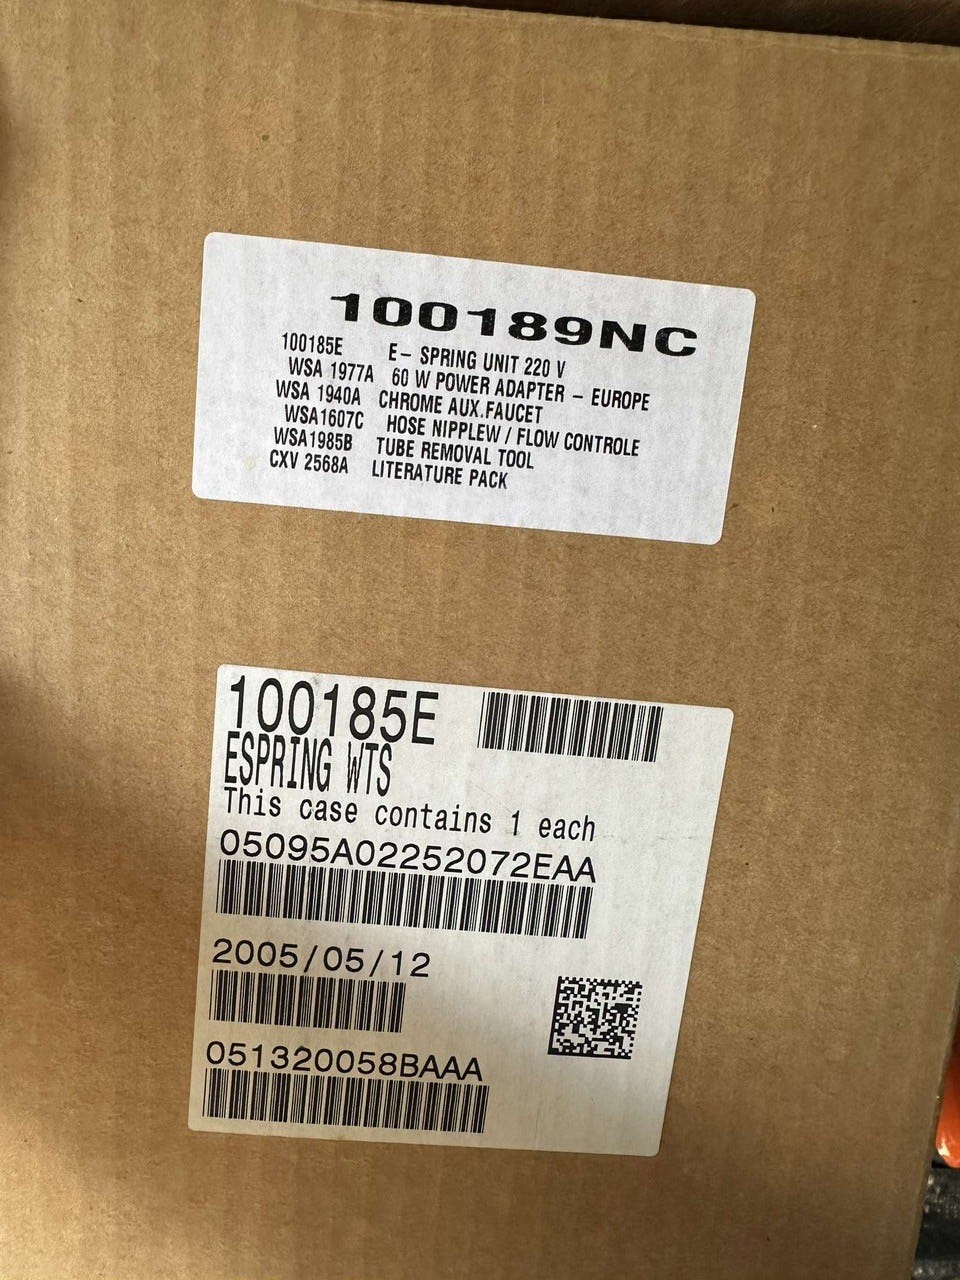 100189NC
100185E E- SPRING UNIT 220 V
WSA 1977A 60 W POWER ADAPTER - EUROPE
WSA 1940A CHROME AUX.FAUCET
WSA1607C HOSE NIPPLEW / FLOW CONTROLE
WSA1985B TUBE REMOVAL TOOL
CXV 2568A LITERATURE PACK
100185E
ESPRING WTS
This case contains 1 each
05095A02252072EAA
2005/05/12
051320058BAAA